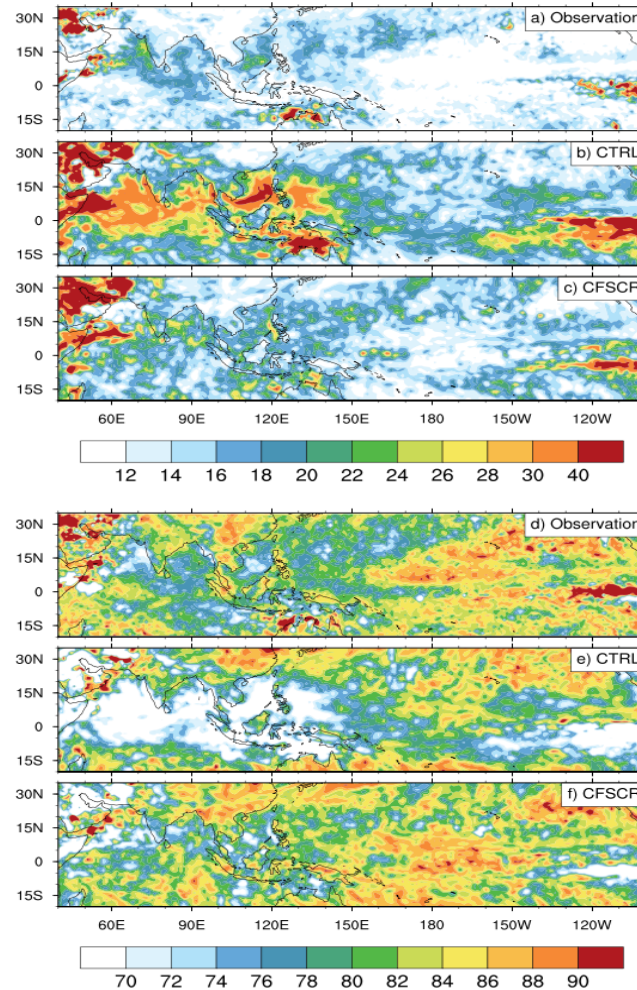 30N
15N
0
15S
a) Observation
30N
15N
0
15S
b) CTRL
30N
15N
0
15S
c) CFSCR
60E 90E 120E 150E 180 150W 120W
12 14 16 18 20 22 24 26 28 30 40
30N
15N
0
15S
d) Observation
30N
15N
0
15S
e) CTRL
30N
15N
0
15S
f) CFSCR
60E 90E 120E 150E 180 150W 120W
70 72 74 76 78 80 82 84 86 88 90